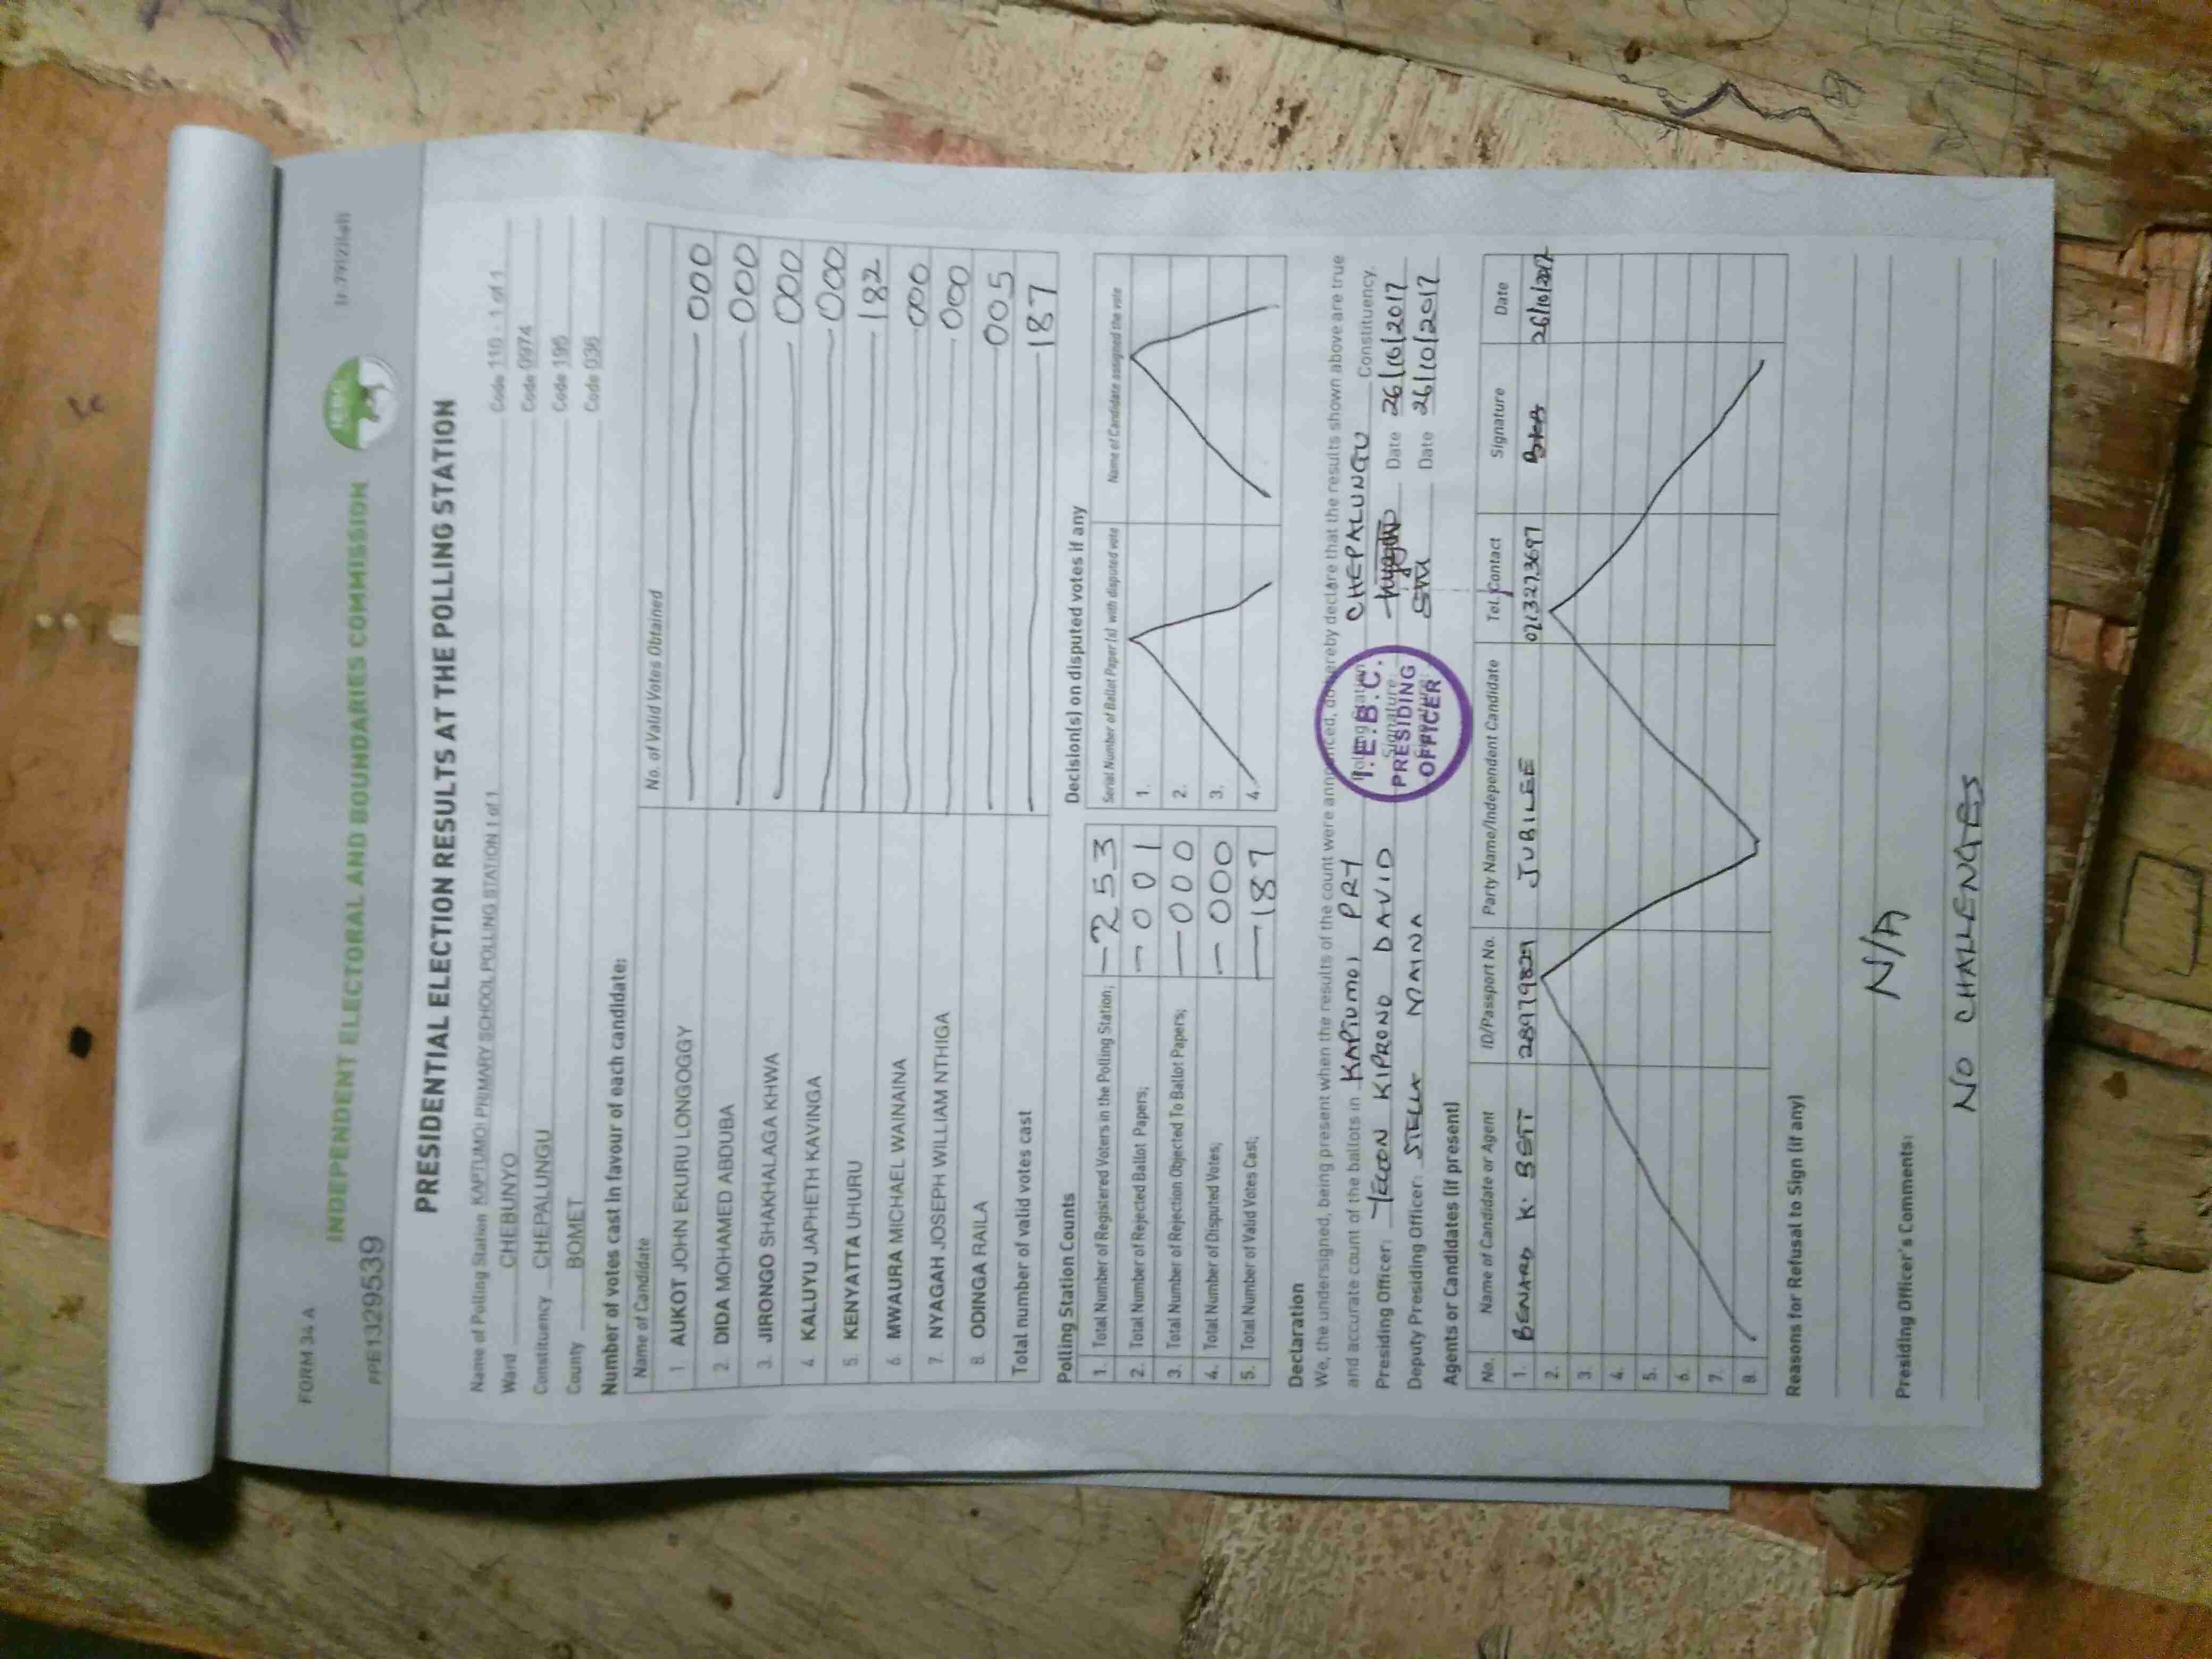 FORM 34 A
INDEPENDENT ELECTORAL AND BOUNDARIES COMMISSION
IEBC
PPE1329539
PRESIDENTIAL ELECTION RESULTS AT THE POLLING STATION
Name of Polling Station KAPTUMOI PRIMARY SCHOOL POLLING STATION 1 of 1 Code 110 - 1 of 1
Ward CHEBUNYO Code 0974
Constituency CHEPALUNGU Code 195
County BOMET Code 036
Number of votes cast in favour of each candidate:
Name of Candidate No. of Valid Votes Obtained
1. AUKOT JOHN EKURU LONGOGGY 000
2. DIDA MOHAMED ABDUBA 000
3. JIRONGO SHAKHALAGA KHWA 000
4. KALUYU JAPHETH KAVINGA 000
5. KENYATTA UHURU 182
6. MWAURA MICHAEL WAINAINA 000
7. NYAGAH JOSEPH WILLIAM NTHIGA 000
8. ODINGA RAILA 005
Total number of valid votes cast 187
Polling Station Counts
1. Total Number of Registered Voters in the Polling Station; 253
2. Total Number of Rejected Ballot Papers; 001
3. Total Number of Rejection Objected To Ballot Papers; 000
4. Total Number of Disputed Votes; 000
5. Total Number of Valid Votes Cast; 187
Decision(s) on disputed votes if any
Serial Number of Ballot Paper (s) with disputed vote Name of Candidate assigned the vote
1.
2.
3.
4.
Declaration
We, the undersigned, being present when the results of the count were announced, do hereby declare that the results shown above are true
and accurate count of the ballots in KAPTUMOI PRY Polling Station CHEPALUNGU Constituency.
Presiding Officer: KIPRONO DAVID Signature: Date 26/10/2017
Deputy Presiding Officer: STELLA MAINA Signature: Date 26/10/2017
I.E.B.C.
PRESIDING
OFFICER
Agents or Candidates (if present)
No. Name of Candidate or Agent ID/Passport No. Party Name/Independent Candidate Tel. Contact Signature Date
1. BENARD K. BETT JUBILEE 0713273697 26/10/2017
2.
3.
4.
5.
6.
7.
8.
Reasons for Refusal to Sign (if any)
N/A
Presiding Officer's Comments:
NO CHALLENGES